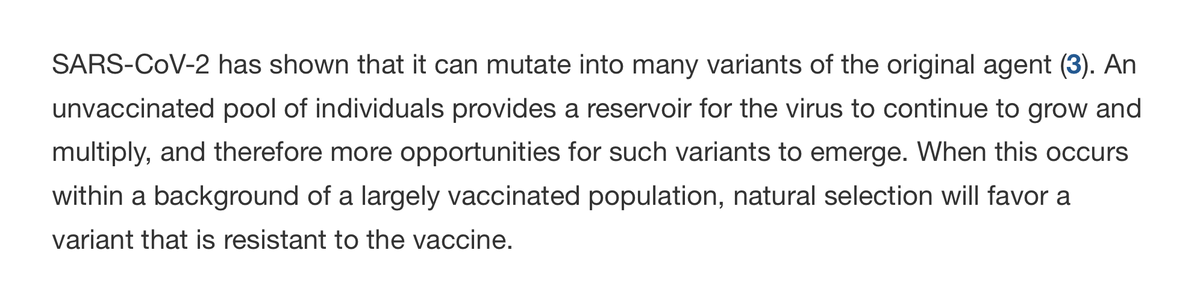 SARS-CoV-2 has shown that it can mutate into many variants of the original agent (3). An
unvaccinated pool of individuals provides a reservoir for the virus to continue to grow and
multiply, and therefore more opportunities for such variants to emerge. When this occurs
within a background of a largely vaccinated population, natural selection will favor a
variant that is resistant to the vaccine.